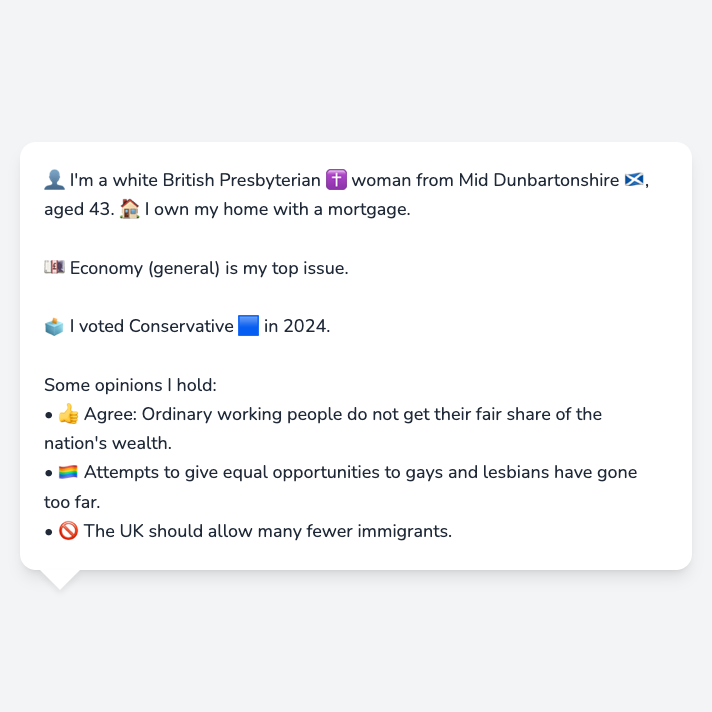 👤 I'm a white British Presbyterian ✝️ woman from Mid Dunbartonshire 🏴󠁧󠁢󠁳󠁣󠁴󠁿,
aged 43. 🏠 I own my home with a mortgage.
💷 Economy (general) is my top issue.
🗳️ I voted Conservative 🟦 in 2024.
Some opinions I hold:
• 👍 Agree: Ordinary working people do not get their fair share of the
nation's wealth.
• 🏳️‍🌈 Attempts to give equal opportunities to gays and lesbians have gone
too far.
• 🚫 The UK should allow many fewer immigrants.